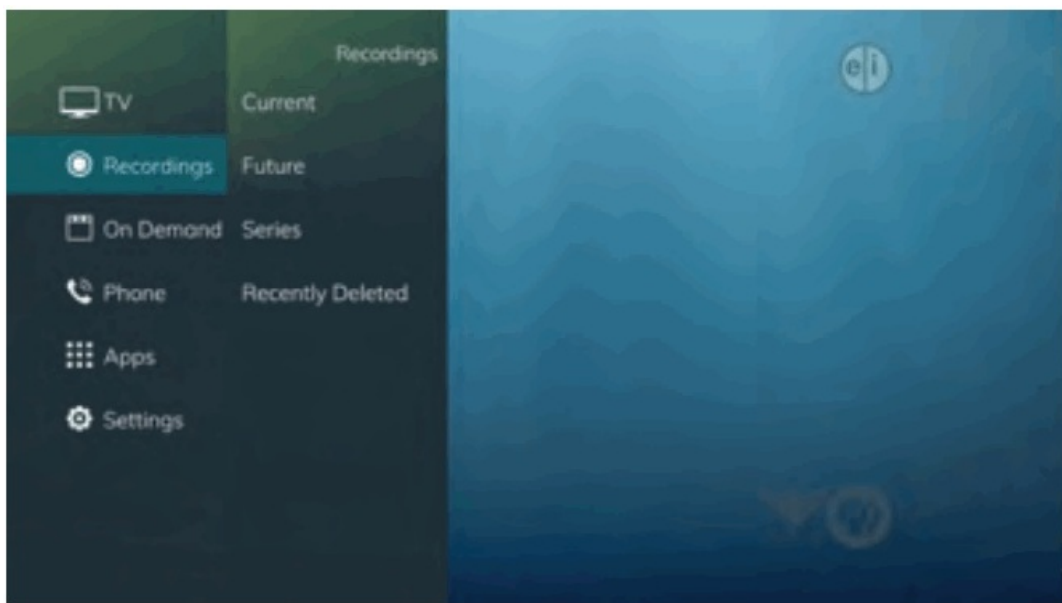 Recordings
TV
Recordings
On Demand
Phone
Apps
Settings
Current
Future
Series
Recently Deleted
e|i